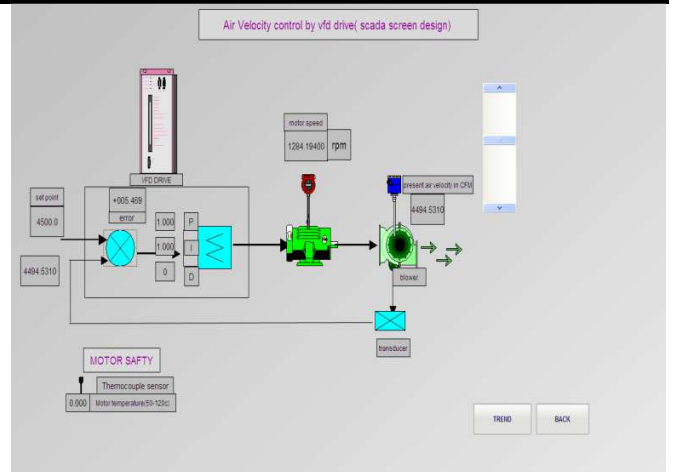 Air Velocity control by vfd drive( scada screen design)
motor speed
1284.19400 rpm
VFD DRIVE
set point
4500.0
+005.469
error
1.000 P
1.000 I
0 D
present air velocity in CFM
4494.5310
4494.5310
blower
transducer
MOTOR SAFTY
Themocouple sensor
0.000 Motor temperature(50-120c)
TREND
BACK